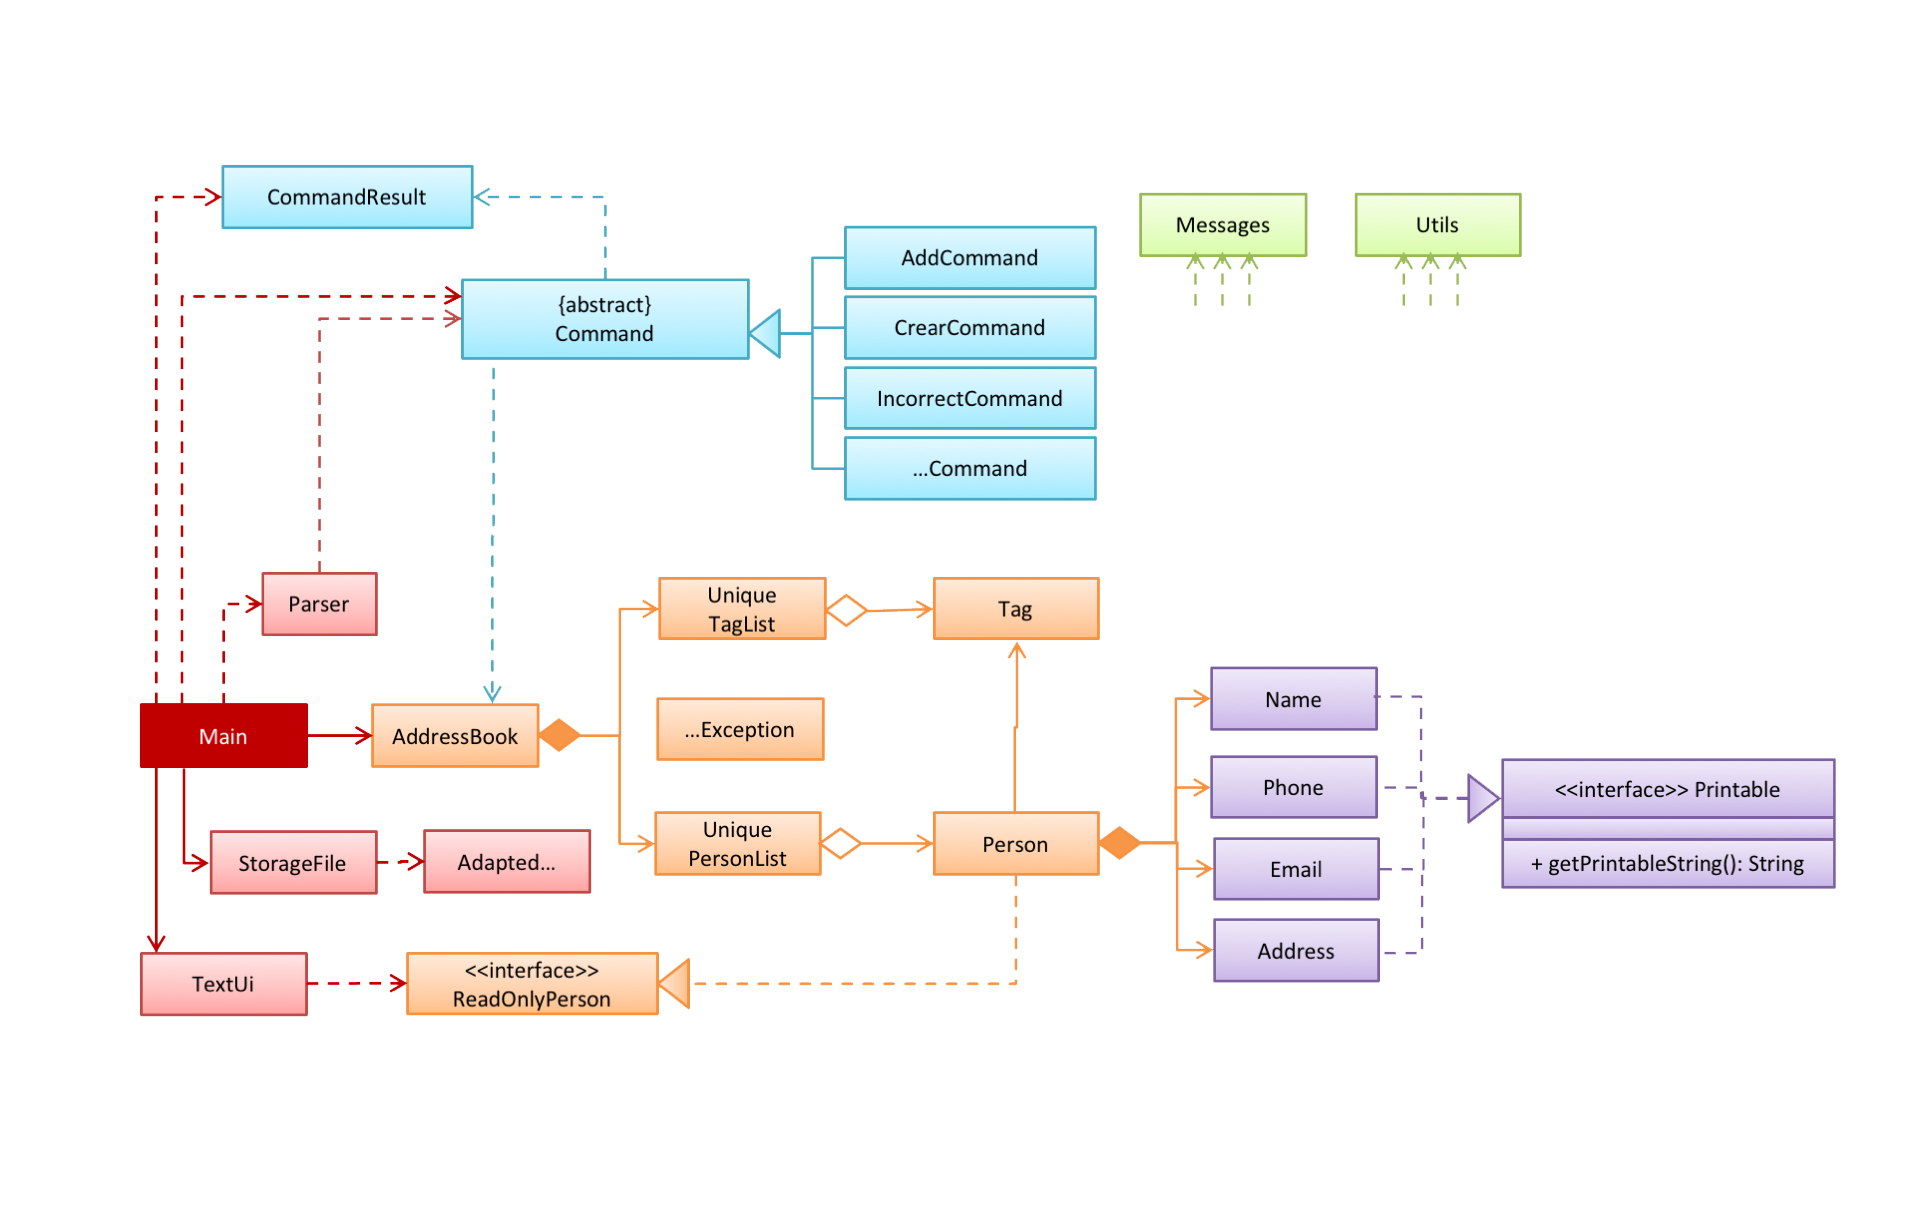 CommandResult
{abstract}
Command
AddCommand
CrearCommand
IncorrectCommand
...Command
Messages
Utils
Parser
Unique
TagList
Tag
Main
AddressBook
...Exception
Unique
PersonList
Person
Name
Phone
Email
Address
<<interface>> Printable
+ getPrintableString(): String
StorageFile
Adapted...
TextUi
<<interface>>
ReadOnlyPerson